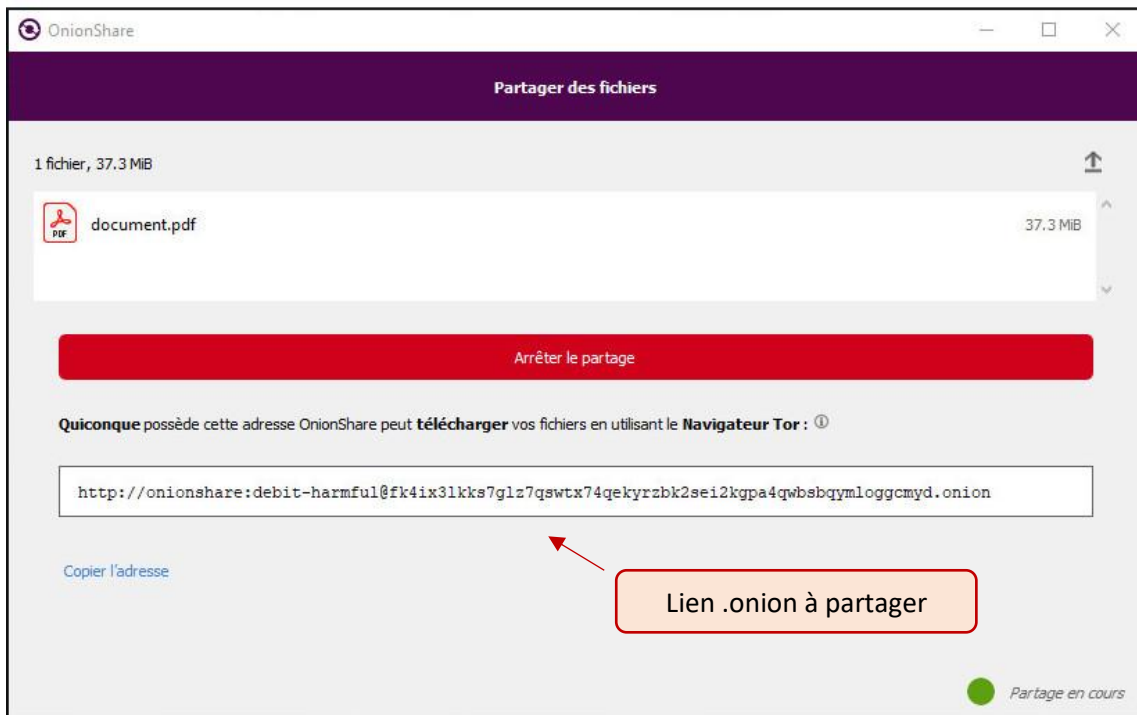 OnionShare
Partager des fichiers
1 fichier, 37.3 MiB
PDF
document.pdf
37.3 MiB
Arrêter le partage
Quiconque possède cette adresse OnionShare peut télécharger vos fichiers en utilisant le Navigateur Tor :
http://onionshare:debit-harmful@fk4ix3lkks7glz7qswtx74qekyrzbk2sei2kgpa4qwbsbqymloggcmyd.onion
Copier l'adresse
Lien .onion à partager
Partage en cours